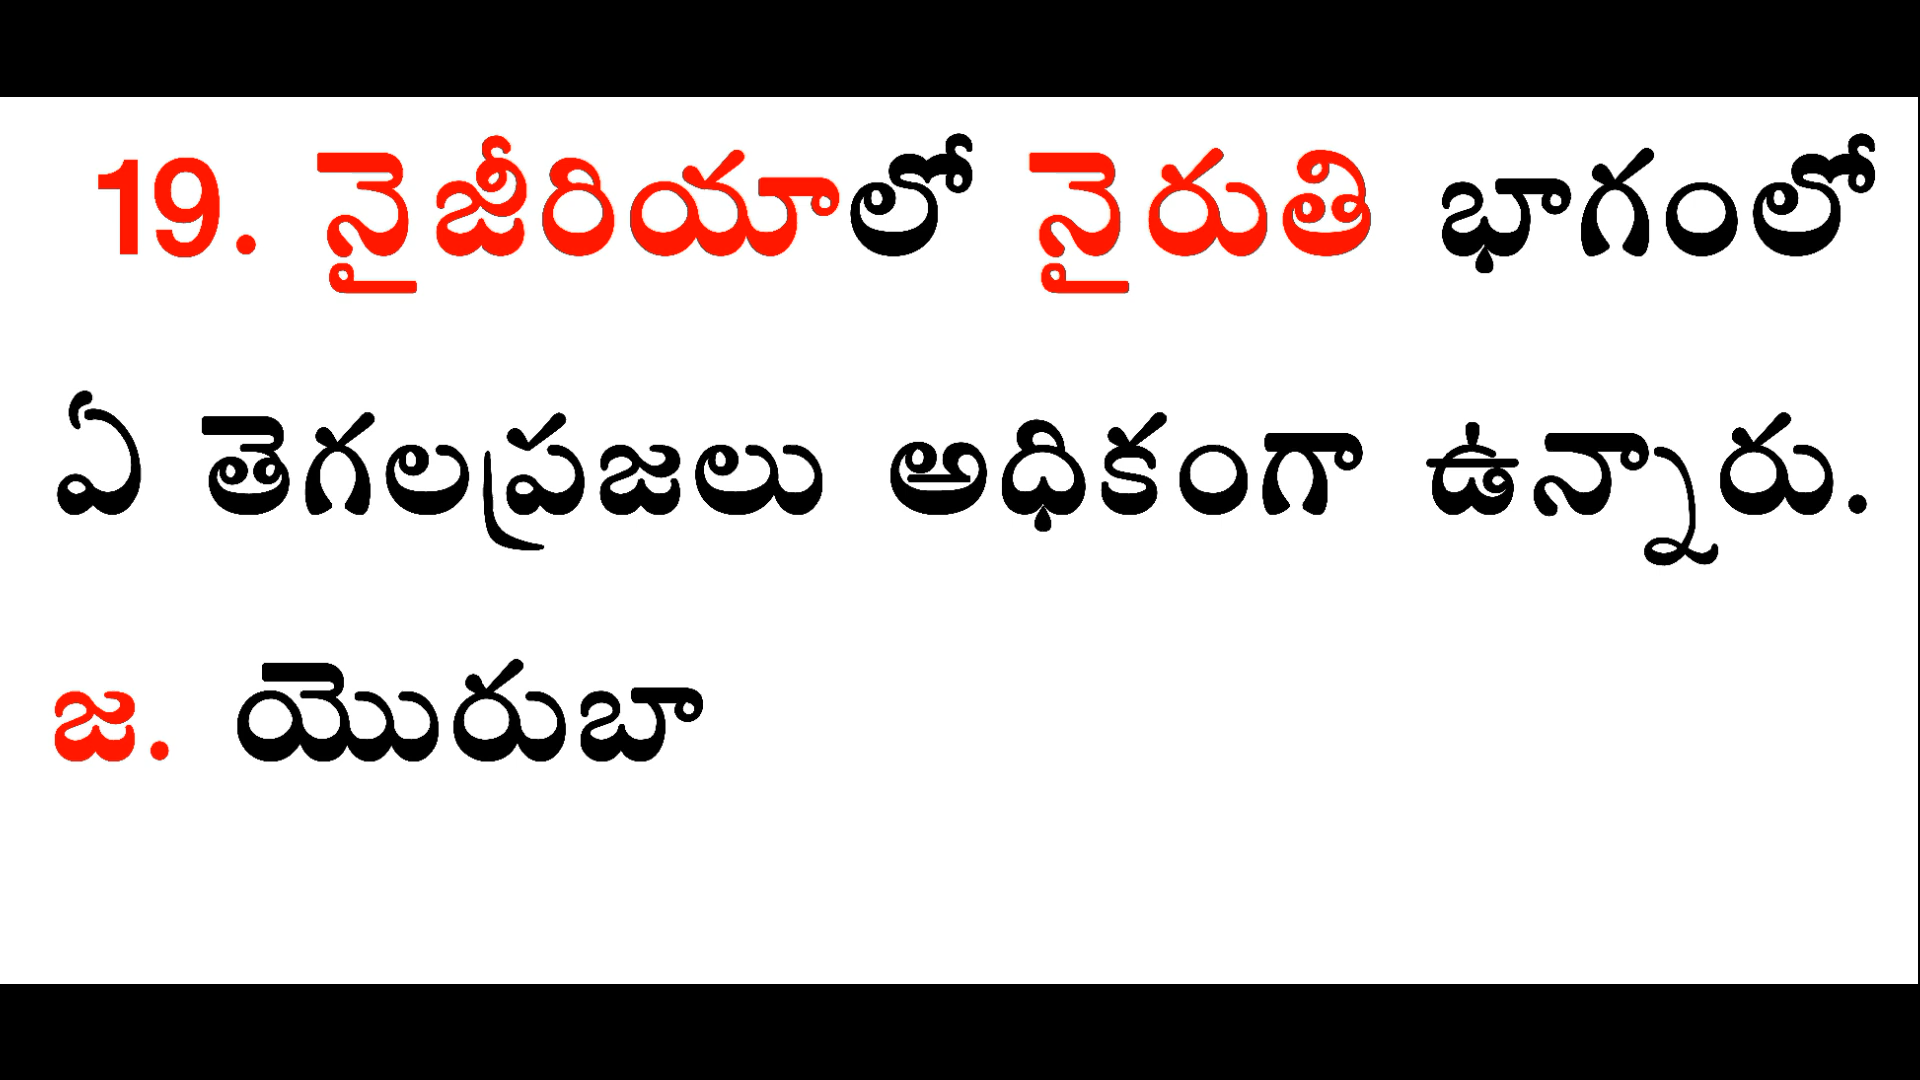 19. నైజీరియాలో నైరుతి భాగంలో
ఏ తెగలప్రజలు అధికంగా ఉన్నారు.
జ. యొరుబా